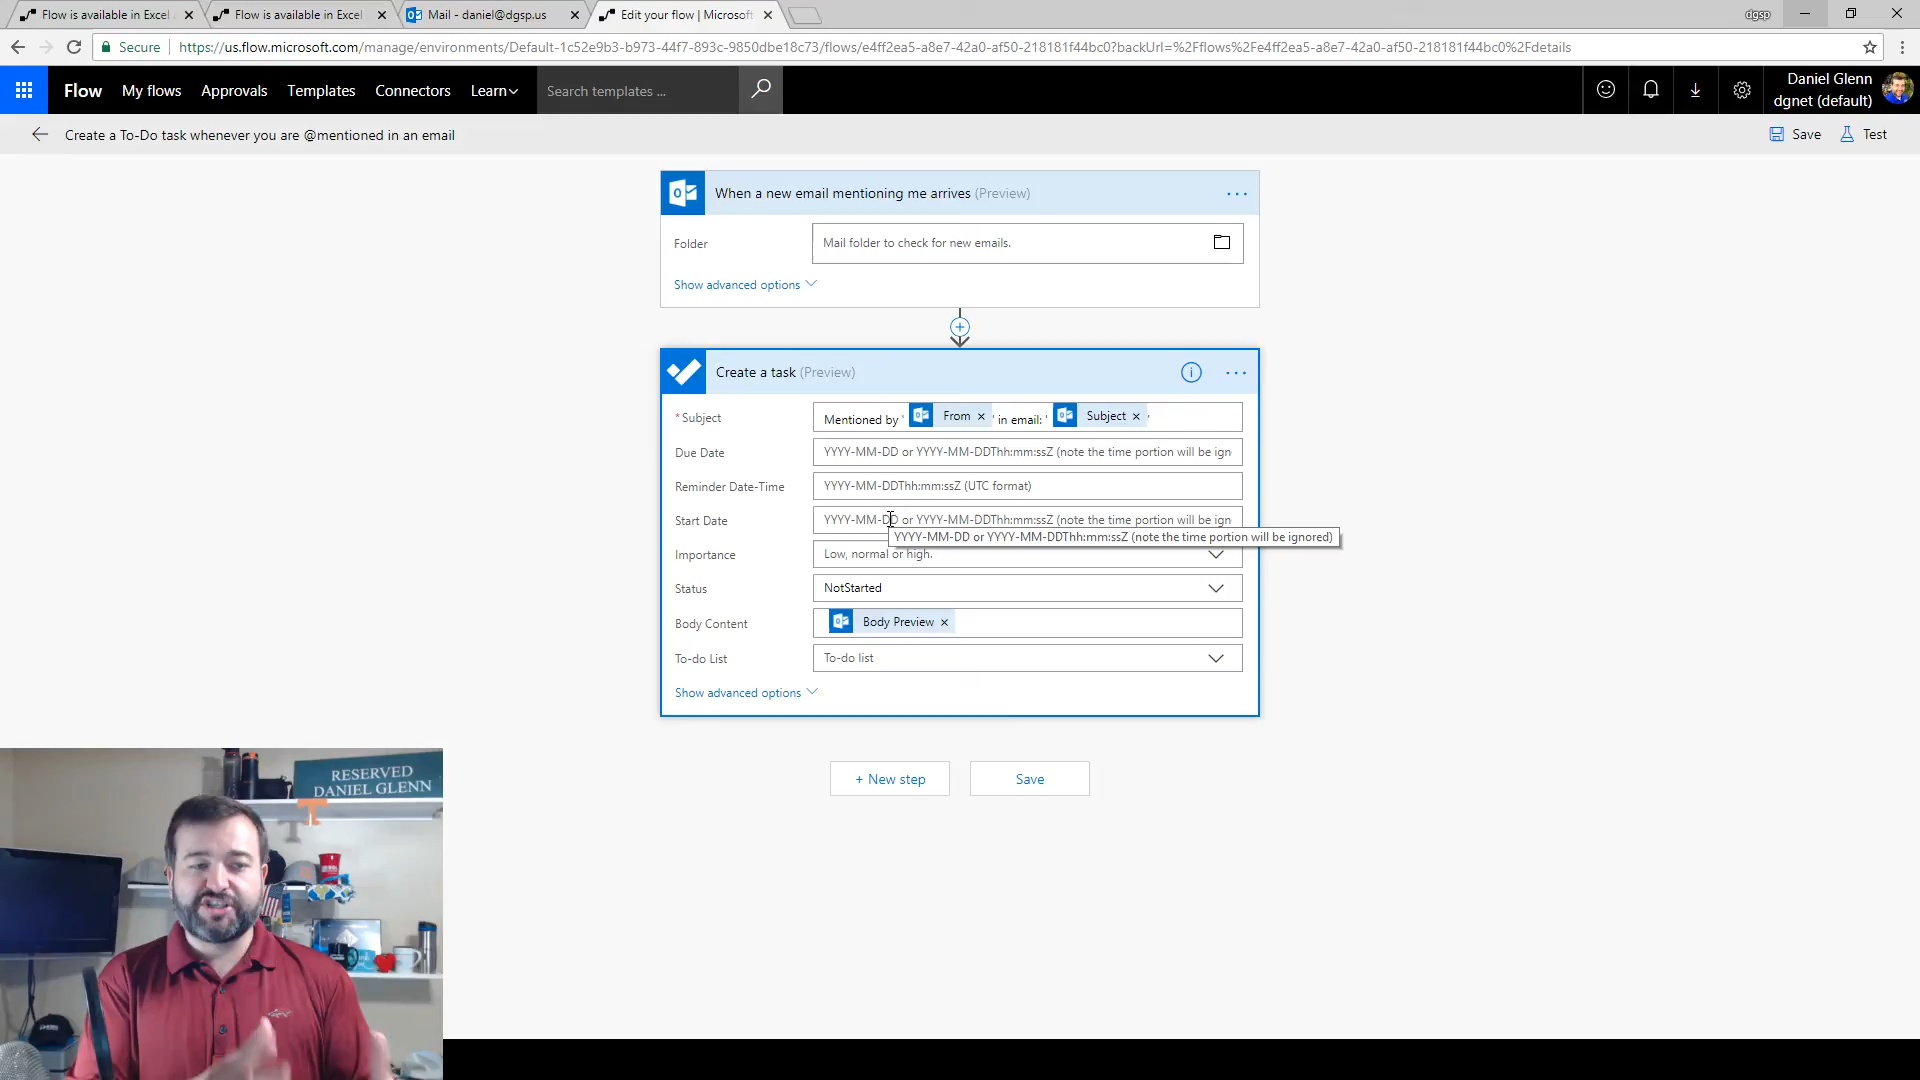 Flow is available in Excel
Flow is available in Excel
Mail - daniel@dgsp.us
Edit your flow | Microsoft
dgsp
Secure
https://us.flow.microsoft.com/manage/environments/Default-1c52e9b3-b973-44f7-893c-9850dbe18c73/flows/e4ff2ea5-a8e7-42a0-af50-218181f44bc0?backUrl=%2Fflows%2Fe4ff2ea5-a8e7-42a0-af50-218181f44bc0%2Fdetails
Flow My flows Approvals Templates Connectors Learn Search templates ...
Daniel Glenn
dgnet (default)
Create a To-Do task whenever you are @mentioned in an email
Save Test
When a new email mentioning me arrives (Preview)
Folder Mail folder to check for new emails.
Show advanced options
Create a task (Preview)
* Subject Mentioned by ' From ' in email: ' Subject '
Due Date YYYY-MM-DD or YYYY-MM-DDThh:mm:ssZ (note the time portion will be ign
Reminder Date-Time YYYY-MM-DDThh:mm:ssZ (UTC format)
Start Date YYYY-MM-DD or YYYY-MM-DDThh:mm:ssZ (note the time portion will be ign
YYYY-MM-DD or YYYY-MM-DDThh:mm:ssZ (note the time portion will be ignored)
Importance Low, normal or high.
Status NotStarted
Body Content Body Preview
To-do List To-do list
Show advanced options
+ New step Save
RESERVED
DANIEL GLENN